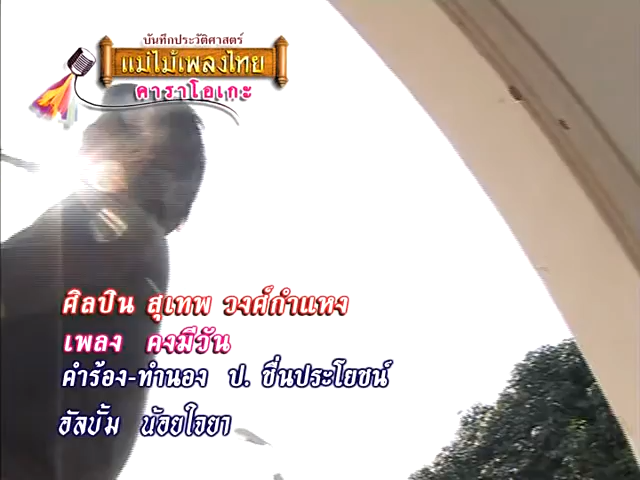 บันทึกประวัติศาสตร์
แม่ไม้เพลงไทย
คาราโอเกะ
ศิลปิน สุเทพ วงศ์กำแหง
เพลง คงมีวัน
คำร้อง-ทำนอง ป. ชื่นประโยชน์
อัลบั้ม น้อยใจยา